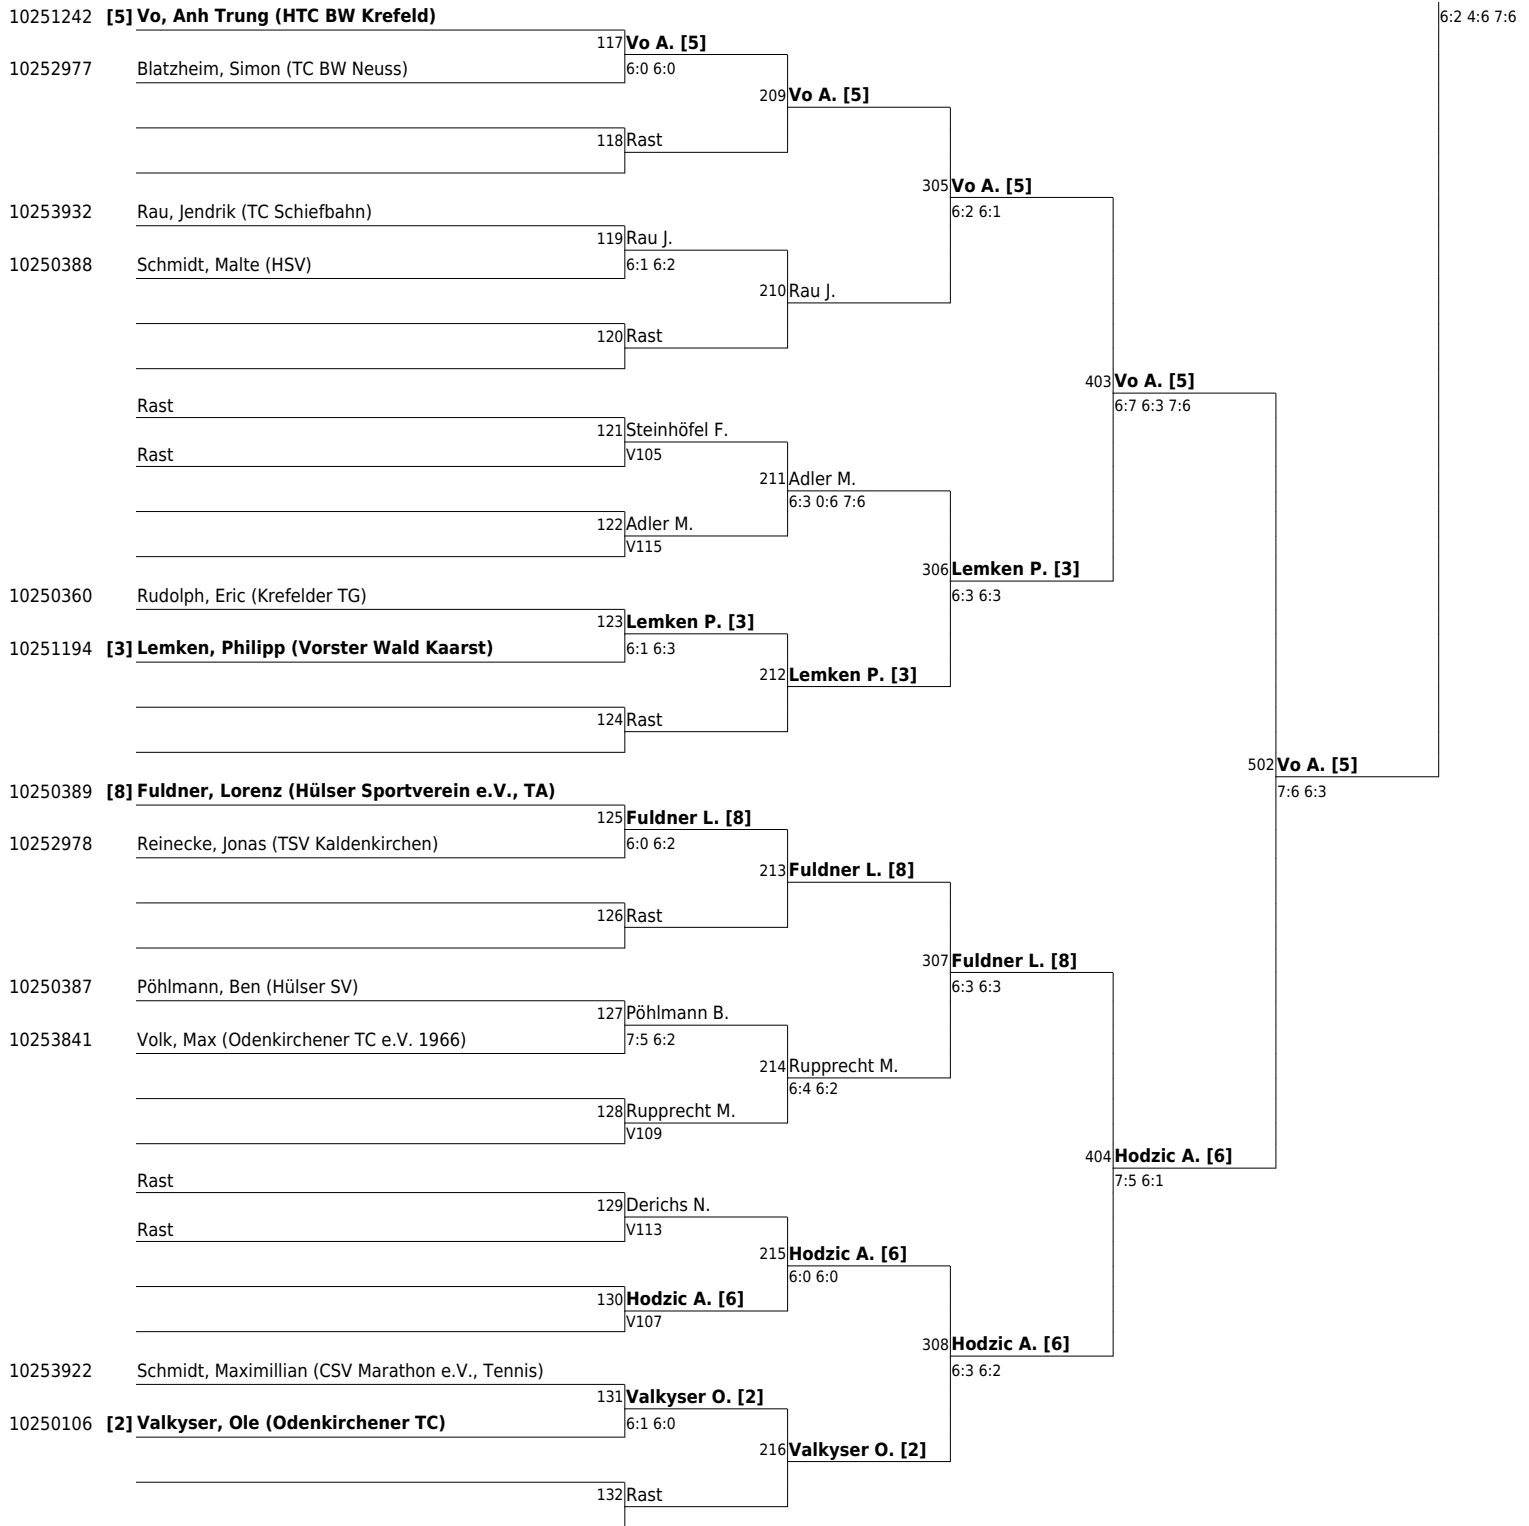 10251242 [5] Vo, Anh Trung (HTC BW Krefeld)
6:2 4:6 7:6
117 Vo A. [5]
10252977 Blatzheim, Simon (TC BW Neuss)
6:0 6:0
209 Vo A. [5]
118 Rast
305 Vo A. [5]
10253932 Rau, Jendrik (TC Schiefbahn)
6:2 6:1
119 Rau J.
10250388 Schmidt, Malte (HSV)
6:1 6:2
210 Rau J.
120 Rast
403 Vo A. [5]
Rast
6:7 6:3 7:6
121 Steinhöfel F.
Rast
V105
211 Adler M.
6:3 0:6 7:6
122 Adler M.
V115
306 Lemken P. [3]
10250360 Rudolph, Eric (Krefelder TG)
6:3 6:3
123 Lemken P. [3]
10251194 [3] Lemken, Philipp (Vorster Wald Kaarst)
6:1 6:3
212 Lemken P. [3]
124 Rast
502 Vo A. [5]
10250389 [8] Fuldner, Lorenz (Hülser Sportverein e.V., TA)
7:6 6:3
125 Fuldner L. [8]
10252978 Reinecke, Jonas (TSV Kaldenkirchen)
6:0 6:2
213 Fuldner L. [8]
126 Rast
307 Fuldner L. [8]
10250387 Pöhlmann, Ben (Hülser SV)
6:3 6:3
127 Pöhlmann B.
10253841 Volk, Max (Odenkirchener TC e.V. 1966)
7:5 6:2
214 Rupprecht M.
6:4 6:2
128 Rupprecht M.
V109
404 Hodzic A. [6]
Rast
7:5 6:1
129 Derichs N.
Rast
V113
215 Hodzic A. [6]
6:0 6:0
130 Hodzic A. [6]
V107
308 Hodzic A. [6]
10253922 Schmidt, Maximillian (CSV Marathon e.V., Tennis)
6:3 6:2
131 Valkyser O. [2]
10250106 [2] Valkyser, Ole (Odenkirchener TC)
6:1 6:0
216 Valkyser O. [2]
132 Rast